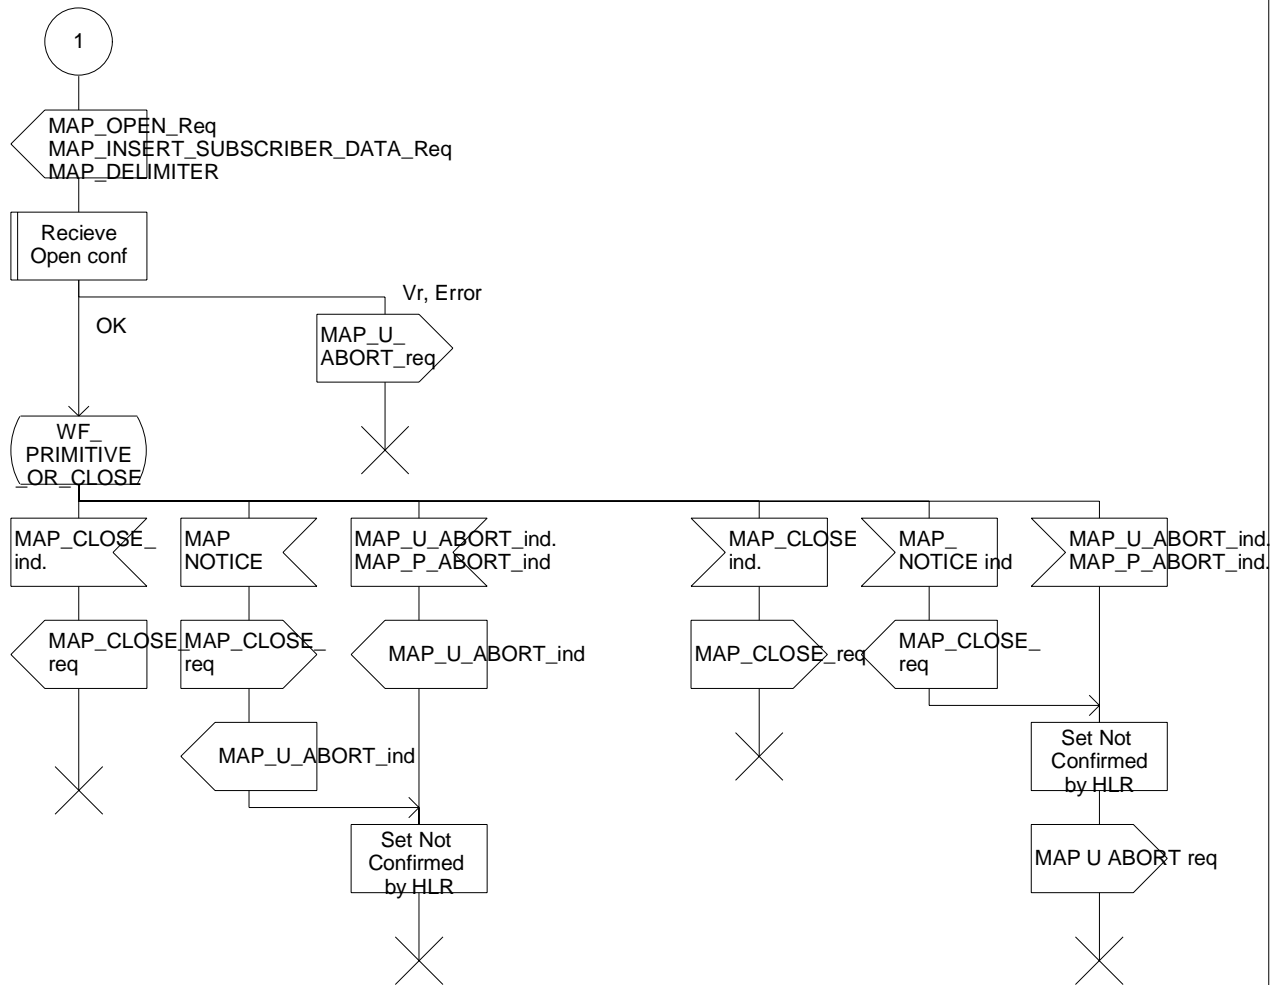 1
MAP_OPEN_Req
MAP_INSERT_SUBSCRIBER_DATA_Req
MAP_DELIMITER
Recieve
Open conf
Vr, Error
OK
MAP_U_
ABORT_req
WF_
PRIMITIVE
_OR_CLOSE
MAP_CLOSE_
ind.
MAP
NOTICE
MAP_U_ABORT_ind.
MAP_P_ABORT_ind
MAP_CLOSE
ind.
MAP_
NOTICE ind
MAP_U_ABORT_ind.
MAP_P_ABORT_ind.
MAP_CLOSE_
req
MAP_CLOSE_
req
MAP_U_ABORT_ind
MAP_CLOSE_req
MAP_CLOSE_
req
MAP_U_ABORT_ind
Set Not
Confirmed
by HLR
Set Not
Confirmed
by HLR
MAP U ABORT req